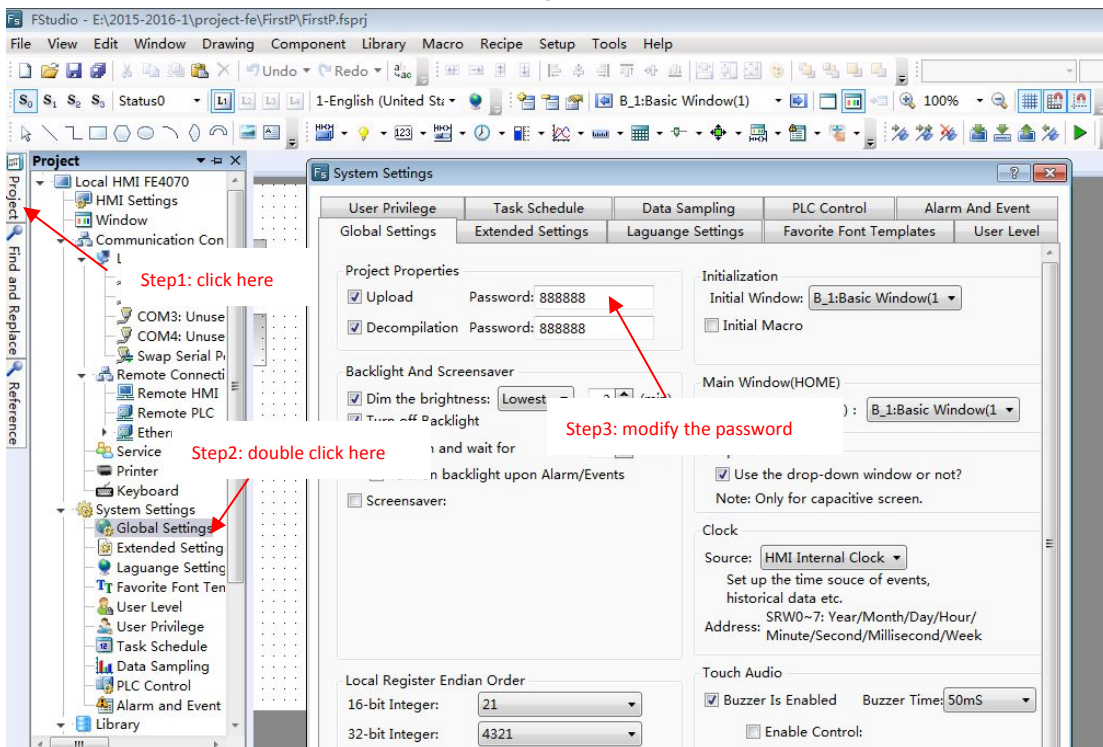 FStudio - E:\2015-2016-1\project-fe\FirstP\FirstP.fsprj
File View Edit Window Drawing Component Library Macro Recipe Setup Tools Help
Undo Redo
S0 S1 S2 S3 Status0 L1 L2 L3 L4 1-English (United Sta B_1:Basic Window(1) 100%
Project
Project
Find and Replace
Reference
Local HMI FE4070
HMI Settings
Window
Communication Con
L
COM3: Unuse
COM4: Unuse
Swap Serial P
Remote Connecti
Remote HMI
Remote PLC
Ethern
Service
Printer
Keyboard
System Settings
Global Settings
Extended Setting
Laguange Setting
Favorite Font Ten
User Level
User Privilege
Task Schedule
Data Sampling
PLC Control
Alarm and Event
Library
Step1: click here
Step2: double click here
Step3: modify the password
System Settings
User Privilege Task Schedule Data Sampling PLC Control Alarm And Event
Global Settings Extended Settings Laguange Settings Favorite Font Templates User Level
Project Properties
Upload Password: 888888
Decompilation Password: 888888
Backlight And Screensaver
Dim the brightness: Lowest
Turn off Backlight
and wait for
backlight upon Alarm/Events
Screensaver:
Local Register Endian Order
16-bit Integer: 21
32-bit Integer: 4321
Initialization
Initial Window: B_1:Basic Window(1
Initial Macro
Main Window(HOME)
) : B_1:Basic Window(1
Use the drop-down window or not?
Note: Only for capacitive screen.
Clock
Source: HMI Internal Clock
Set up the time souce of events,
historical data etc.
Address: SRW0~7: Year/Month/Day/Hour/
Minute/Second/Millisecond/Week
Touch Audio
Buzzer Is Enabled Buzzer Time: 50mS
Enable Control: